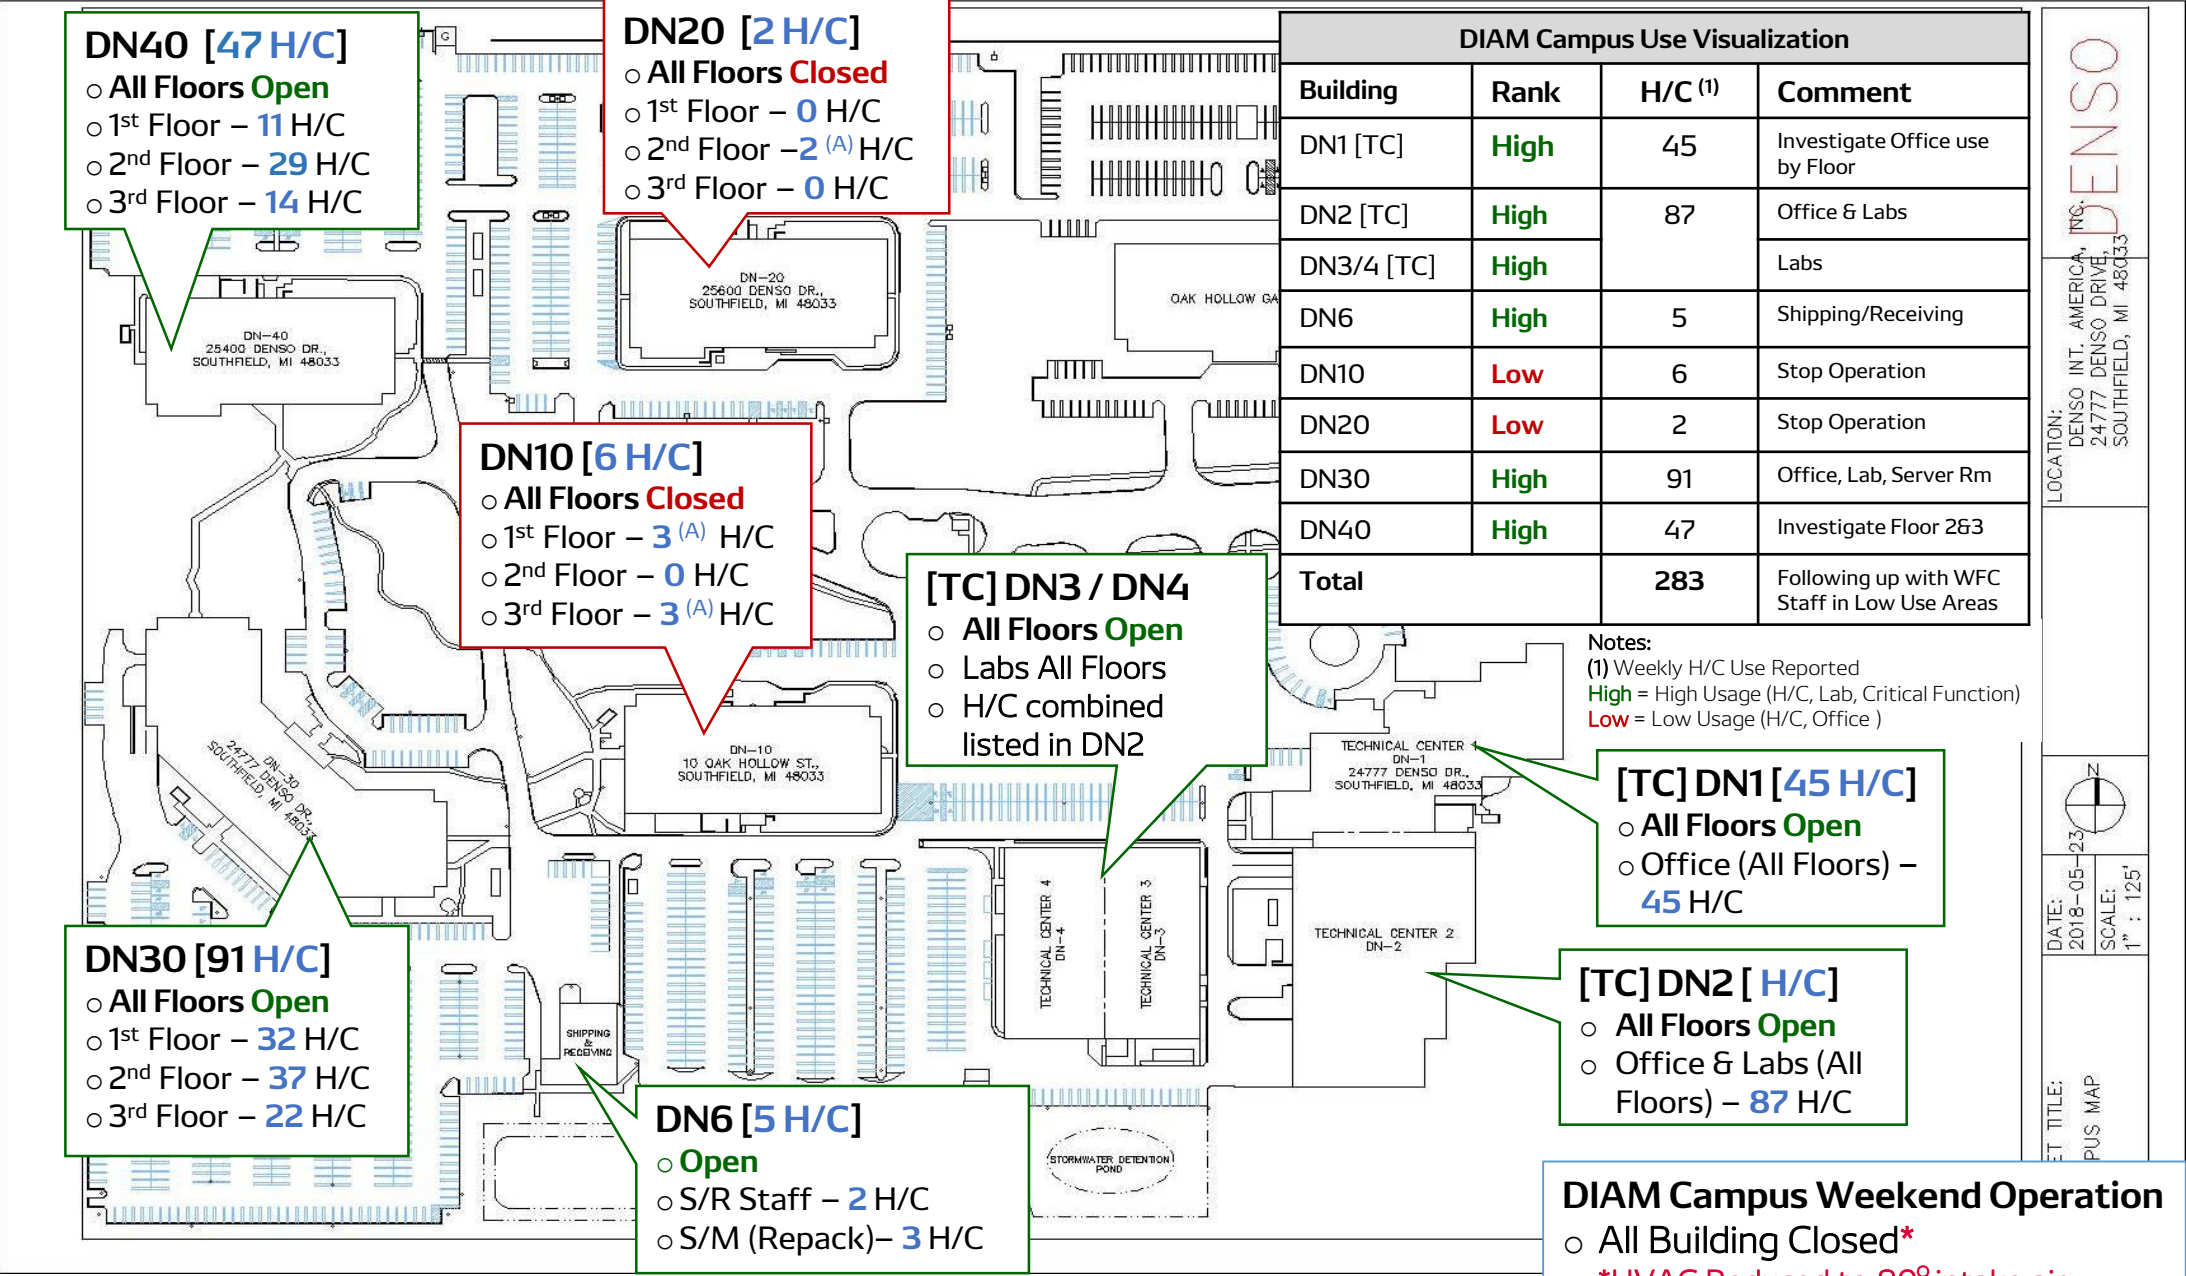 DN40 [47 H/C]
○ All Floors Open
○ 1st Floor – 11 H/C
○ 2nd Floor – 29 H/C
○ 3rd Floor – 14 H/C
G
DN20 [2 H/C]
○ All Floors Closed
○ 1st Floor – 0 H/C
○ 2nd Floor –2 (A) H/C
○ 3rd Floor – 0 H/C
DIAM Campus Use Visualization
Building Rank H/C (1) Comment
DN1 [TC] High 45 Investigate Office use
by Floor
DN2 [TC] High 87 Office & Labs
DN3/4 [TC] High Labs
DN6 High 5 Shipping/Receiving
DN10 Low 6 Stop Operation
DN20 Low 2 Stop Operation
DN30 High 91 Office, Lab, Server Rm
DN40 High 47 Investigate Floor 2&3
Total 283 Following up with WFC
Staff in Low Use Areas
Notes:
(1) Weekly H/C Use Reported
High = High Usage (H/C, Lab, Critical Function)
Low = Low Usage (H/C, Office )
DN-40
25400 DENSO DR.,
SOUTHFIELD, MI 48033
DN-20
25600 DENSO DR.,
SOUTHFIELD, MI 48033
OAK HOLLOW GA
DN10 [6 H/C]
○ All Floors Closed
○ 1st Floor – 3 (A) H/C
○ 2nd Floor – 0 H/C
○ 3rd Floor – 3 (A) H/C
[TC] DN3 / DN4
○ All Floors Open
○ Labs All Floors
○ H/C combined
listed in DN2
DN-10
10 OAK HOLLOW ST.,
SOUTHFIELD, MI 48033
DN-30
24777 DENSO DR.,
SOUTHFIELD, MI 48033
TECHNICAL CENTER 1
DN-1
24777 DENSO DR.,
SOUTHFIELD, MI 48033
[TC] DN1 [45 H/C]
○ All Floors Open
○ Office (All Floors) –
45 H/C
TECHNICAL CENTER 4
DN-4
TECHNICAL CENTER 3
DN-3
TECHNICAL CENTER 2
DN-2
[TC] DN2 [ H/C]
○ All Floors Open
○ Office & Labs (All
Floors) – 87 H/C
DN30 [91 H/C]
○ All Floors Open
○ 1st Floor – 32 H/C
○ 2nd Floor – 37 H/C
○ 3rd Floor – 22 H/C
SHIPPING
&
RECEIVING
DN6 [5 H/C]
○ Open
○ S/R Staff – 2 H/C
○ S/M (Repack)– 3 H/C
STORMWATER DETENTION
POND
DIAM Campus Weekend Operation
○ All Building Closed*
*HVAC Reduced to 80° intake air
DENSO
LOCATION:
DENSO INT. AMERICA, INC.
24777 DENSO DRIVE,
SOUTHFIELD, MI 48033
N
DATE:
2018-05-23
SCALE:
1" : 125'
ET TITLE:
PUS MAP